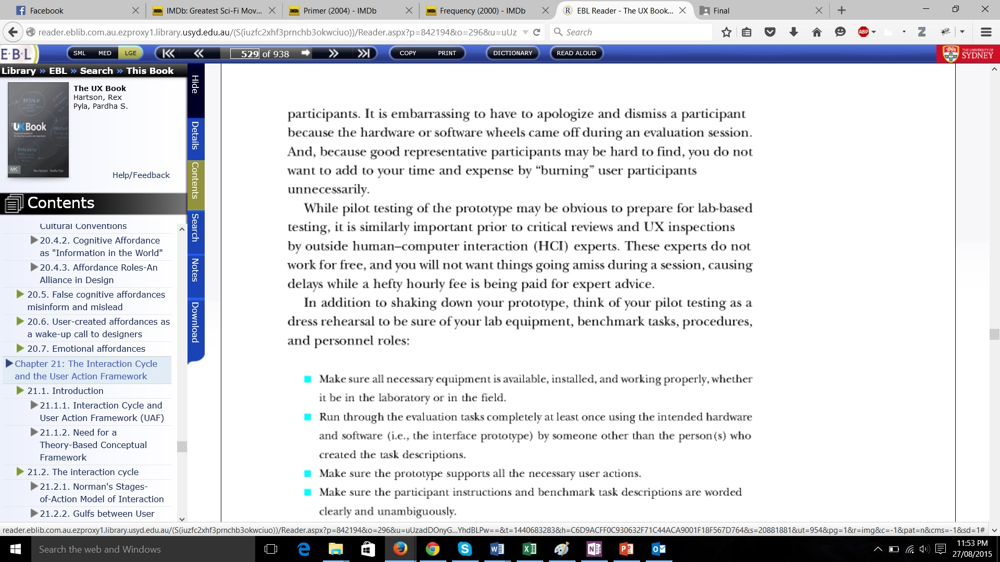 Facebook
IMDb: Greatest Sci-Fi Mov...
Primer (2004) - IMDb
Frequency (2000) - IMDb
EBL Reader - The UX Book...
Final
reader.eblib.com.au.ezproxy1.library.usyd.edu.au/(S(iuzfc2xhf3prnchb3okwciuo))/Reader.aspx?p=842194&o=296&u=uUz
Search
ABP
E·B·L
SML MED LGE
529 of 938
COPY PRINT
DICTIONARY
READ ALOUD
THE UNIVERSITY OF
SYDNEY
Library » EBL » Search » This Book
The UX Book
Hartson, Rex
Pyla, Pardha S.
Help/Feedback
DESIGN
UX Book
EVALUATE
MK
Rex Hartson Pardha Pyla
Hide
Details
Contents
Search
Notes
Download
Contents
Cultural Conventions
20.4.2. Cognitive Affordance
as "Information in the World"
20.4.3. Affordance Roles-An
Alliance in Design
20.5. False cognitive affordances
misinform and mislead
20.6. User-created affordances as
a wake-up call to designers
20.7. Emotional affordances
Chapter 21: The Interaction Cycle
and the User Action Framework
21.1. Introduction
21.1.1. Interaction Cycle and
User Action Framework (UAF)
21.1.2. Need for a
Theory-Based Conceptual
Framework
21.2. The interaction cycle
21.2.1. Norman's Stages-
of-Action Model of Interaction
21.2.2. Gulfs between User
participants. It is embarrassing to have to apologize and dismiss a participant
because the hardware or software wheels came off during an evaluation session.
And, because good representative participants may be hard to find, you do not
want to add to your time and expense by “burning” user participants
unnecessarily.
While pilot testing of the prototype may be obvious to prepare for lab-based
testing, it is similarly important prior to critical reviews and UX inspections
by outside human–computer interaction (HCI) experts. These experts do not
work for free, and you will not want things going amiss during a session, causing
delays while a hefty hourly fee is being paid for expert advice.
In addition to shaking down your prototype, think of your pilot testing as a
dress rehearsal to be sure of your lab equipment, benchmark tasks, procedures,
and personnel roles:
Make sure all necessary equipment is available, installed, and working properly, whether
it be in the laboratory or in the field.
Run through the evaluation tasks completely at least once using the intended hardware
and software (i.e., the interface prototype) by someone other than the person(s) who
created the task descriptions.
Make sure the prototype supports all the necessary user actions.
Make sure the participant instructions and benchmark task descriptions are worded
clearly and unambiguously.
reader.eblib.com.au.ezproxy1.library.usyd.edu.au/(S(iuzfc2xhf3prnchb3okwciuo))/Reader.aspx?p=842194&o=296&u=uUzadDOnyG...YhdBLPw==&t=1440683283&h=C6D9ACFF0C930632F71C44ACA9001F18F567D764&s=20881881&ut=954&pg=1&r=img&c=-1&pat=n&cms=-1&sd=1#
Search the web and Windows
11:53 PM
27/08/2015